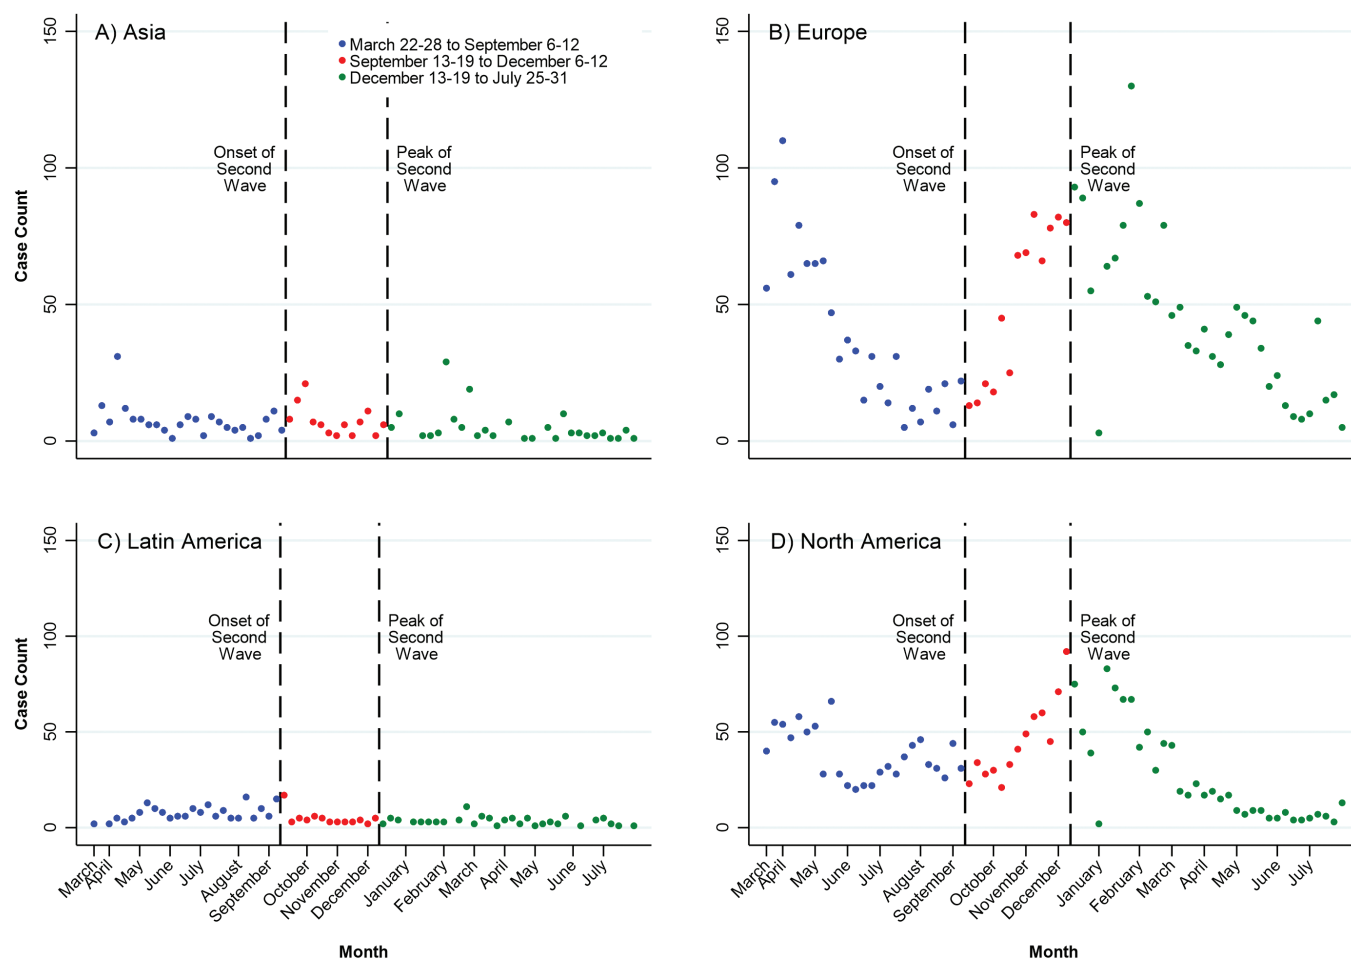 A) Asia
March 22-28 to September 6-12
September 13-19 to December 6-12
December 13-19 to July 25-31
Onset of
Second
Wave
Peak of
Second
Wave
150
100
50
0
Case Count
B) Europe
Onset of
Second
Wave
Peak of
Second
Wave
150
100
50
0
C) Latin America
Onset of
Second
Wave
Peak of
Second
Wave
150
100
50
0
Case Count
March
April
May
June
July
August
September
October
November
December
January
February
March
April
May
June
July
Month
D) North America
Onset of
Second
Wave
Peak of
Second
Wave
150
100
50
0
March
April
May
June
July
August
September
October
November
December
January
February
March
April
May
June
July
Month